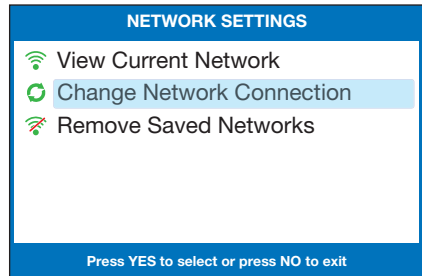 NETWORK SETTINGS
View Current Network
Change Network Connection
Remove Saved Networks
Press YES to select or press NO to exit